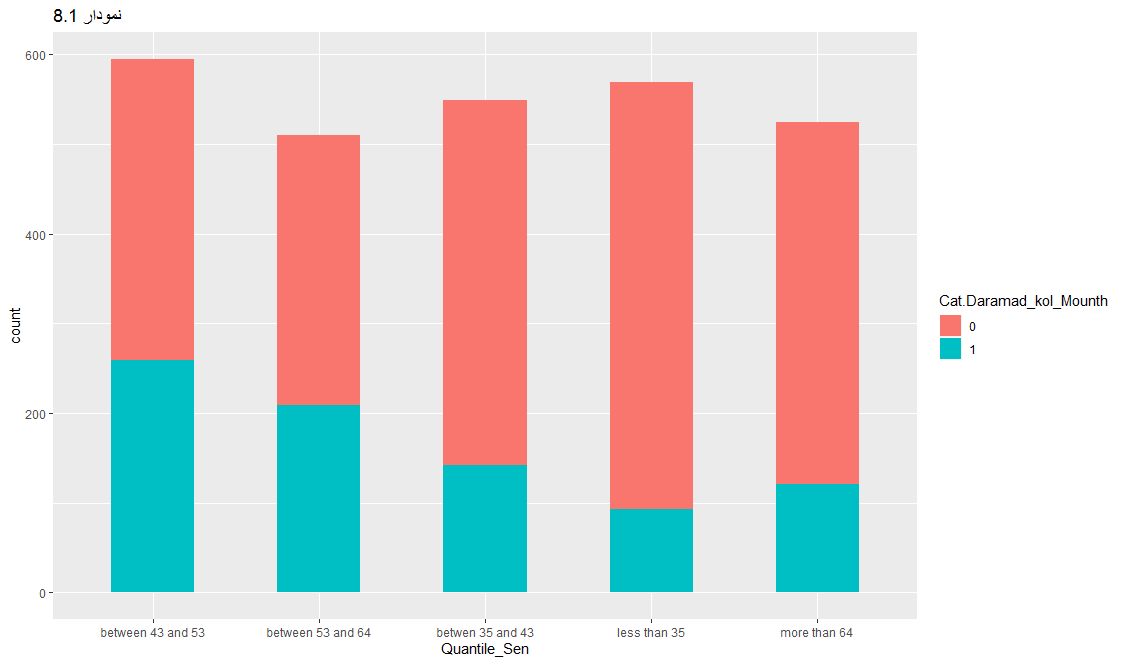 نمودار 8.1
600
400
200
0
count
between 43 and 53
between 53 and 64
betwen 35 and 43
less than 35
more than 64
Quantile_Sen
Cat.Daramad_kol_Mounth
0
1